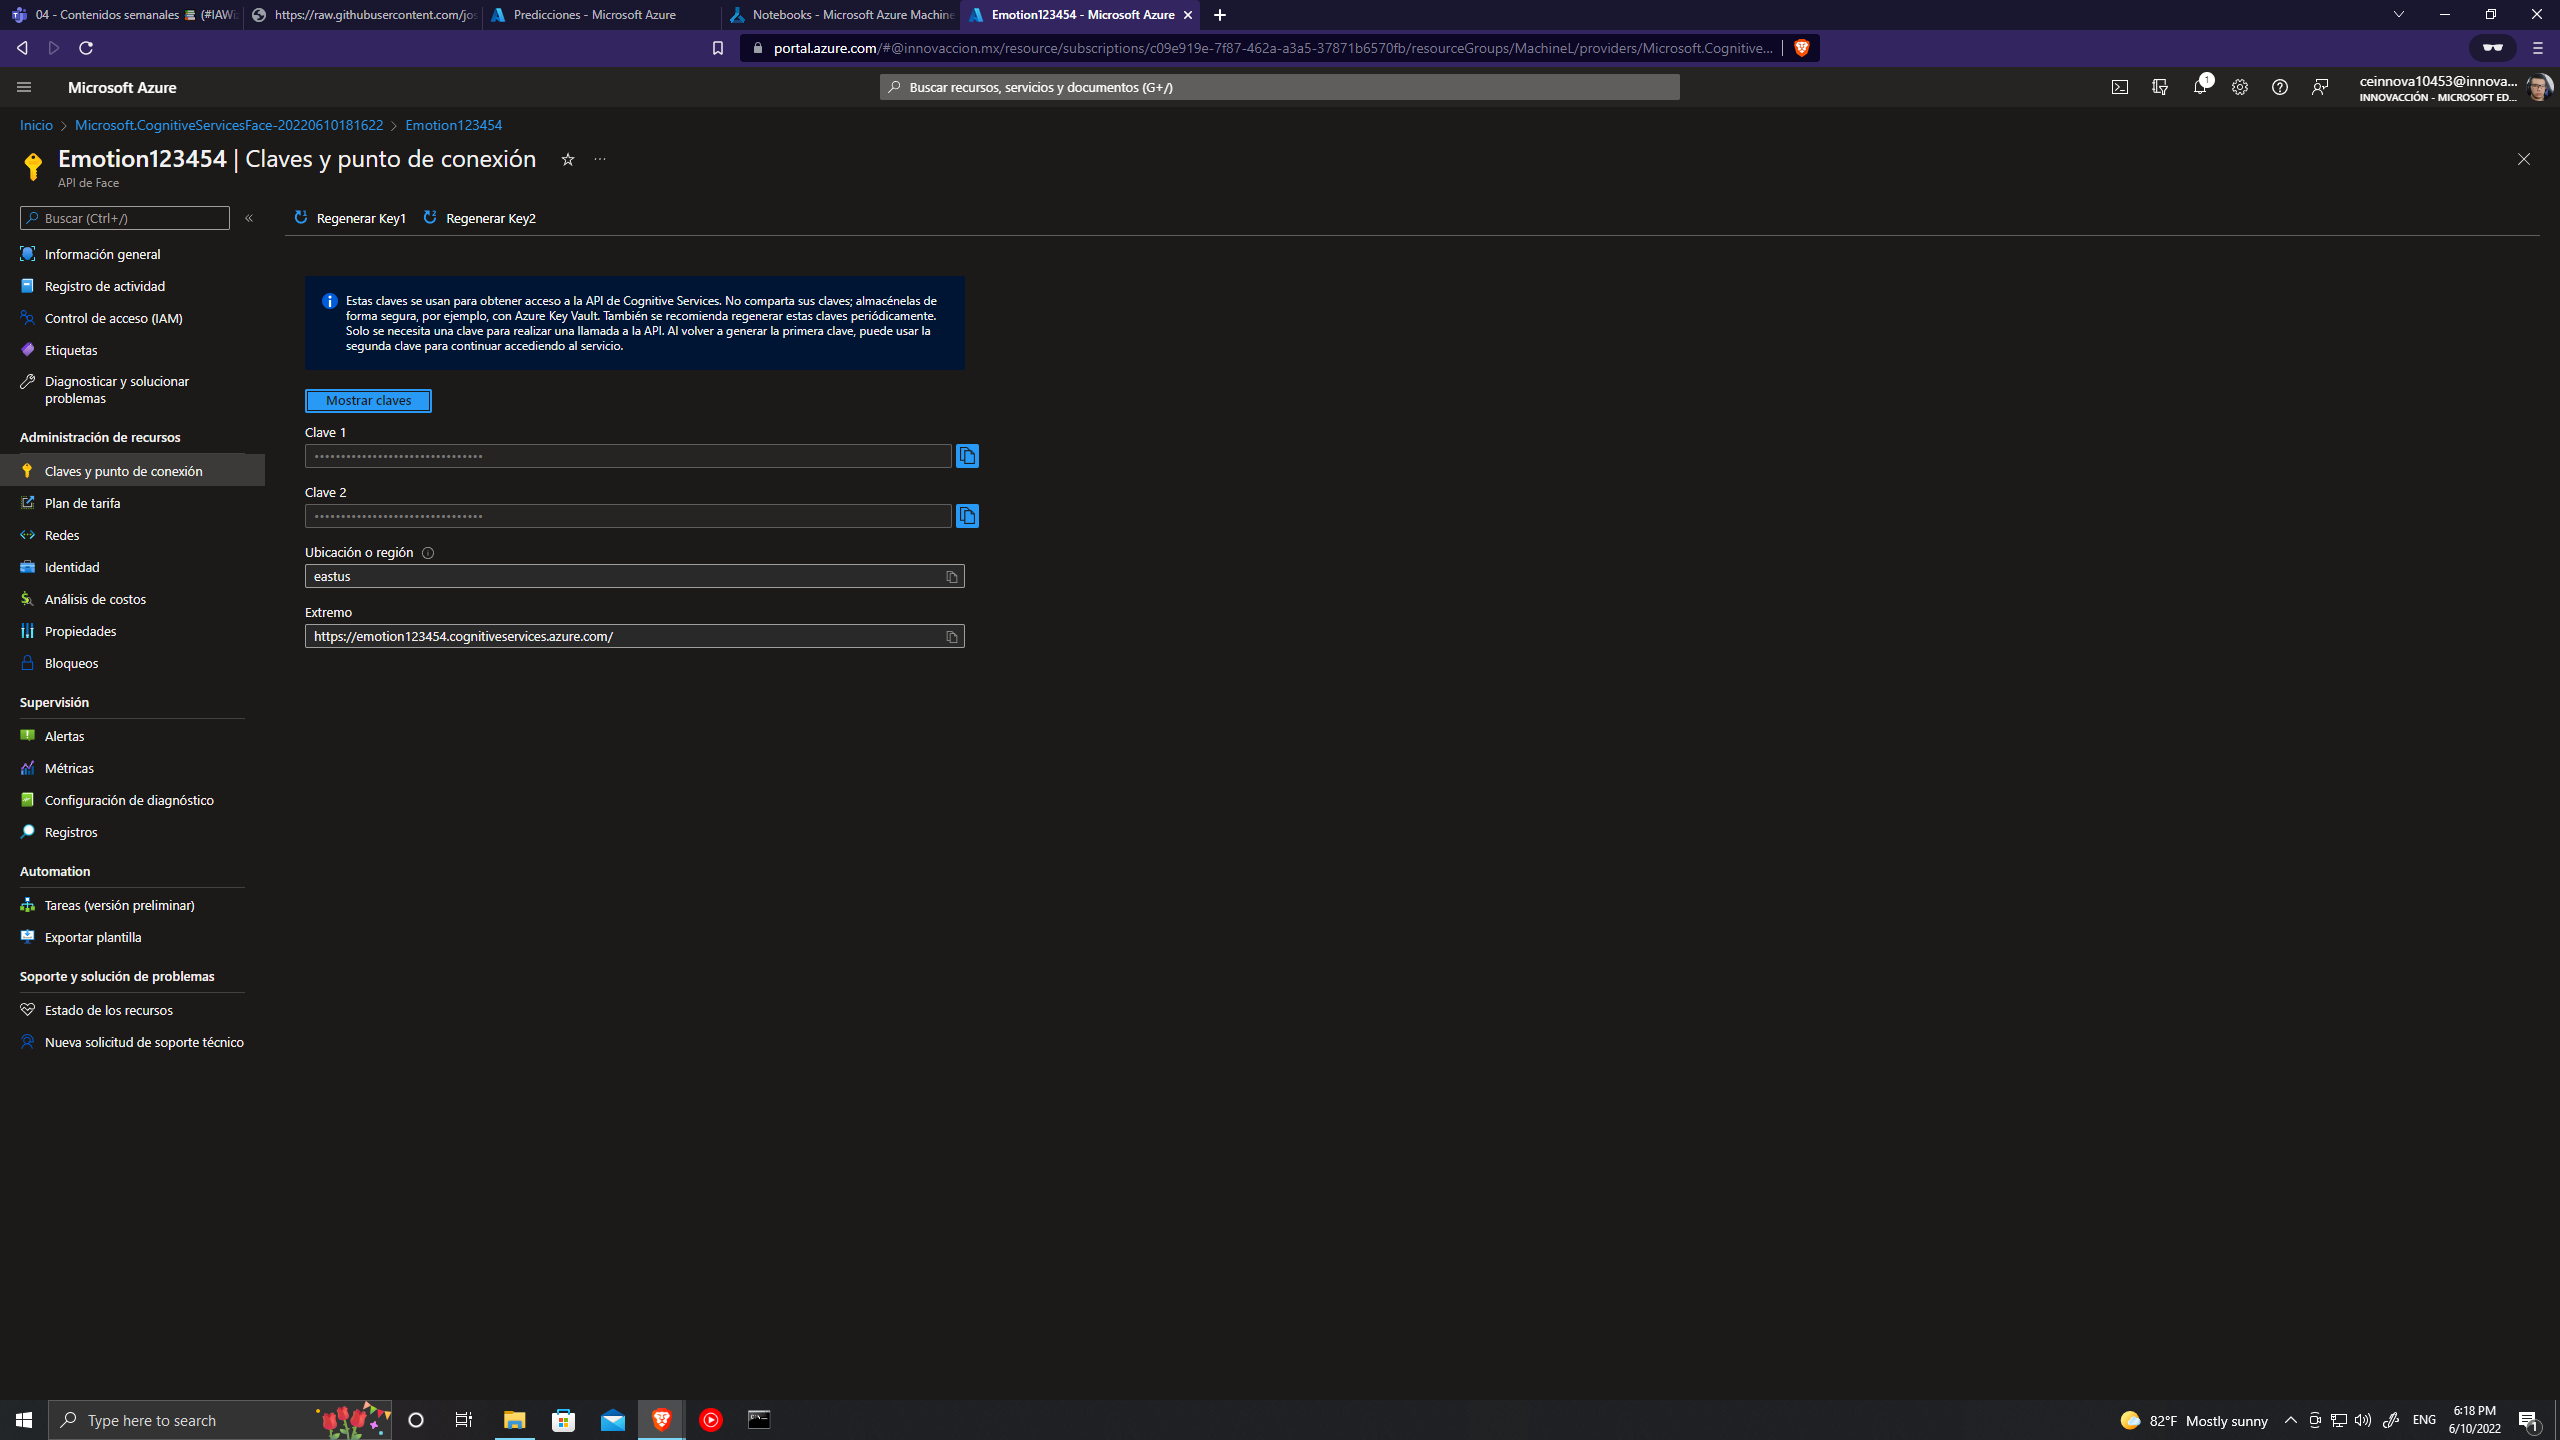 04 - Contenidos semanales (#IAWi
https://raw.githubusercontent.com/jos
Predicciones - Microsoft Azure
Notebooks - Microsoft Azure Machine
Emotion123454 - Microsoft Azure
portal.azure.com/#@innovaccion.mx/resource/subscriptions/c09e919e-7f87-462a-a3a5-37871b6570fb/resourceGroups/MachineL/providers/Microsoft.Cognitive...
Microsoft Azure
Buscar recursos, servicios y documentos (G+/)
1
ceinnova10453@innova...
INNOVACCIÓN - MICROSOFT ED...
Inicio > Microsoft.CognitiveServicesFace-20220610181622 > Emotion123454
Emotion123454 | Claves y punto de conexión
API de Face
Buscar (Ctrl+/)
Información general
Registro de actividad
Control de acceso (IAM)
Etiquetas
Diagnosticar y solucionar
problemas
Administración de recursos
Claves y punto de conexión
Plan de tarifa
Redes
Identidad
Análisis de costos
Propiedades
Bloqueos
Supervisión
Alertas
Métricas
Configuración de diagnóstico
Registros
Automation
Tareas (versión preliminar)
Exportar plantilla
Soporte y solución de problemas
Estado de los recursos
Nueva solicitud de soporte técnico
Regenerar Key1
Regenerar Key2
Estas claves se usan para obtener acceso a la API de Cognitive Services. No comparta sus claves; almacénelas de
forma segura, por ejemplo, con Azure Key Vault. También se recomienda regenerar estas claves periódicamente.
Solo se necesita una clave para realizar una llamada a la API. Al volver a generar la primera clave, puede usar la
segunda clave para continuar accediendo al servicio.
Mostrar claves
Clave 1
••••••••••••••••••••••••••••••••
Clave 2
••••••••••••••••••••••••••••••••
Ubicación o región
eastus
Extremo
https://emotion123454.cognitiveservices.azure.com/
Type here to search
82°F Mostly sunny
ENG
6:18 PM
6/10/2022
1